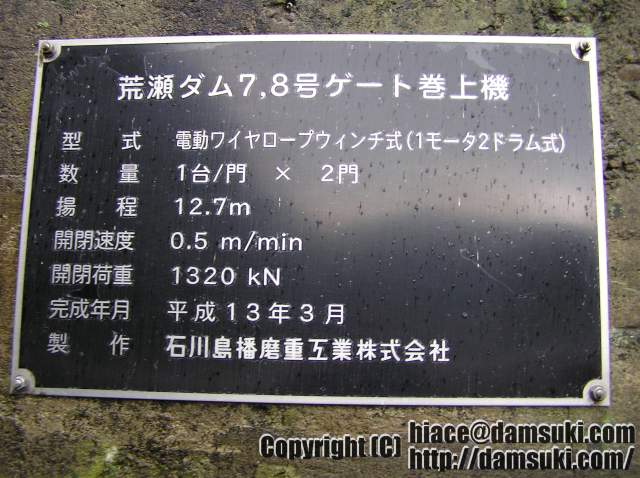 荒瀬ダム7,8号ゲート巻上機
型 式 電動ワイヤロープウィンチ式(1モータ2ドラム式)
数 量 1台/門 × 2門
揚 程 12.7m
開閉速度 0.5 m/min
開閉荷重 1320 kN
完成年月 平成13年3月
製 作 石川島播磨重工業株式会社
Copyright (C) hiace@damsuki.com
http://damsuki.com/